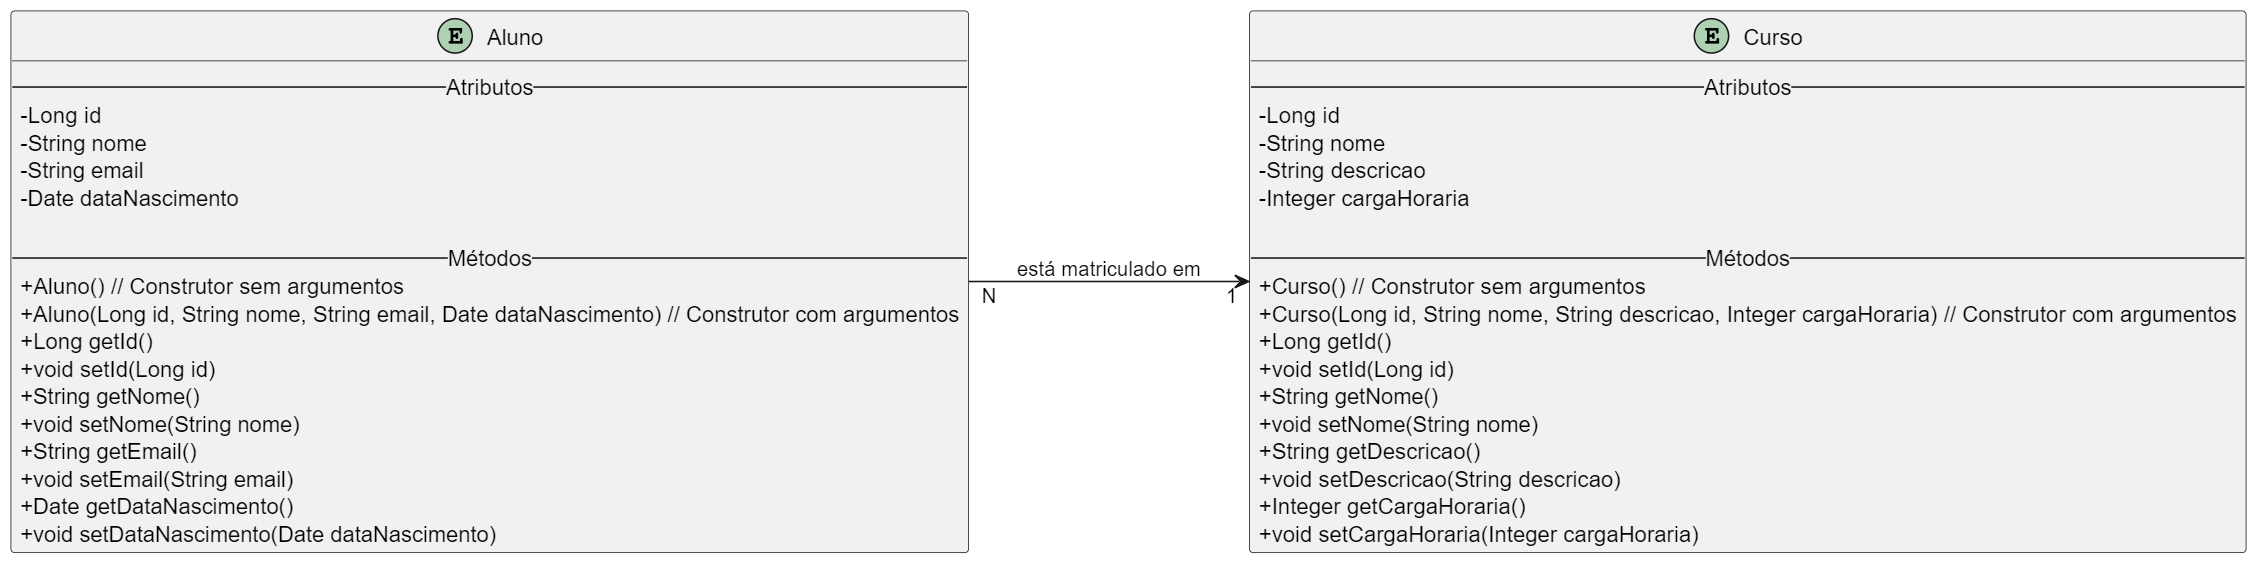 E Aluno
Atributos
-Long id
-String nome
-String email
-Date dataNascimento
Métodos
+Aluno() // Construtor sem argumentos
+Aluno(Long id, String nome, String email, Date dataNascimento) // Construtor com argumentos
+Long getId()
+void setId(Long id)
+String getNome()
+void setNome(String nome)
+String getEmail()
+void setEmail(String email)
+Date getDataNascimento()
+void setDataNascimento(Date dataNascimento)
está matriculado em
N
1
E Curso
Atributos
-Long id
-String nome
-String descricao
-Integer cargaHoraria
Métodos
+Curso() // Construtor sem argumentos
+Curso(Long id, String nome, String descricao, Integer cargaHoraria) // Construtor com argumentos
+Long getId()
+void setId(Long id)
+String getNome()
+void setNome(String nome)
+String getDescricao()
+void setDescricao(String descricao)
+Integer getCargaHoraria()
+void setCargaHoraria(Integer cargaHoraria)